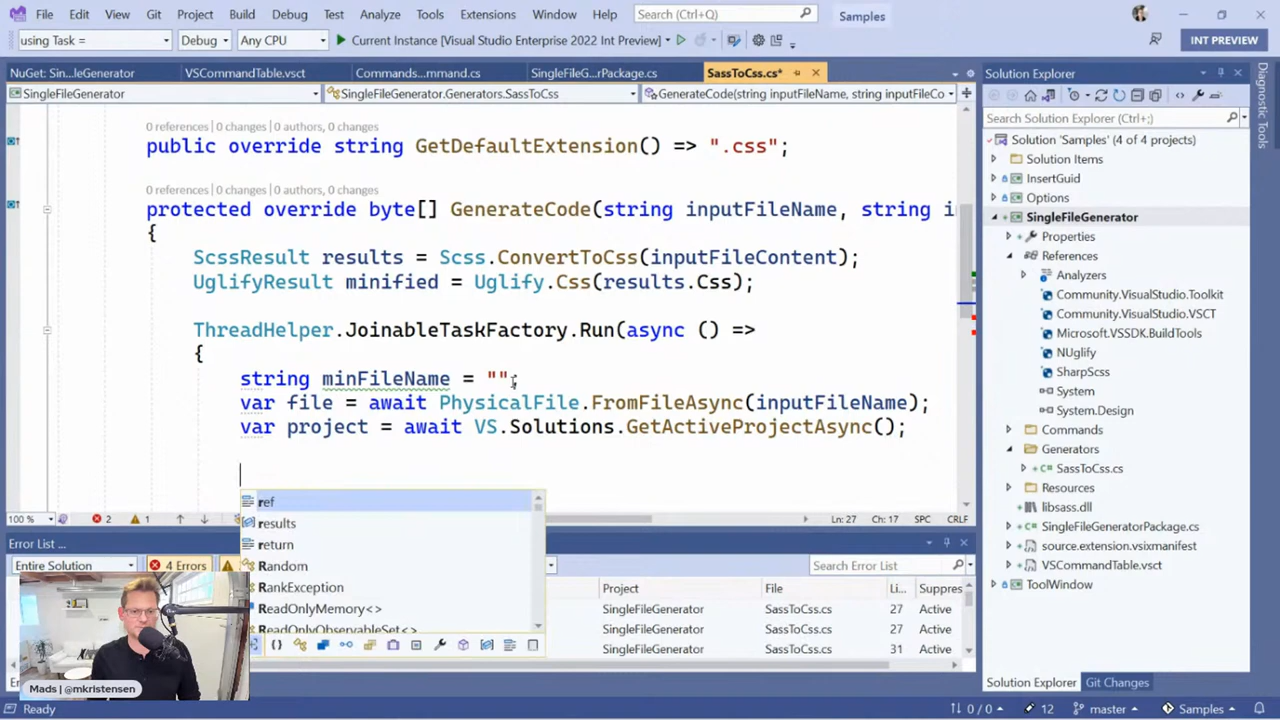 File Edit View Git Project Build Debug Test Analyze Tools Extensions Window Help Search (Ctrl+Q) Samples
using Task = Debug Any CPU Current Instance [Visual Studio Enterprise 2022 Int Preview] INT PREVIEW
NuGet: Sin...leGenerator VSCommandTable.vsct Commands...mmand.cs SingleFileG...rPackage.cs SassToCss.cs*
SingleFileGenerator SingleFileGenerator.Generators.SassToCss GenerateCode(string inputFileName, string inputFileCo
0 references | 0 changes | 0 authors, 0 changes
public override string GetDefaultExtension() => ".css";
0 references | 0 changes | 0 authors, 0 changes
protected override byte[] GenerateCode(string inputFileName, string i
{
ScssResult results = Scss.ConvertToCss(inputFileContent);
UglifyResult minified = Uglify.Css(results.Css);
ThreadHelper.JoinableTaskFactory.Run(async () =>
{
string minFileName = "";
var file = await PhysicalFile.FromFileAsync(inputFileName);
var project = await VS.Solutions.GetActiveProjectAsync();
ref
results
return
Random
RankException
ReadOnlyMemory<>
ReadOnlyObservableSet<>
100 % 2 1 Ln: 27 Ch: 17 SPC CRLF
Error List ...
Entire Solution 4 Errors Search Error List
Project File Li... Suppres
SingleFileGenerator SassToCss.cs 27 Active
SingleFileGenerator SassToCss.cs 27 Active
SingleFileGenerator SassToCss.cs 31 Active
Mads | @mkristensen
Solution Explorer
Search Solution Explorer (Ctrl+;)
Solution 'Samples' (4 of 4 projects)
Solution Items
InsertGuid
Options
SingleFileGenerator
Properties
References
Analyzers
Community.VisualStudio.Toolkit
Community.VisualStudio.VSCT
Microsoft.VSSDK.BuildTools
NUglify
SharpScss
System
System.Design
Commands
Generators
SassToCss.cs
Resources
libsass.dll
SingleFileGeneratorPackage.cs
source.extension.vsixmanifest
VSCommandTable.vsct
ToolWindow
Solution Explorer Git Changes
Diagnostic Tools
Ready 0 / 0 12 master Samples